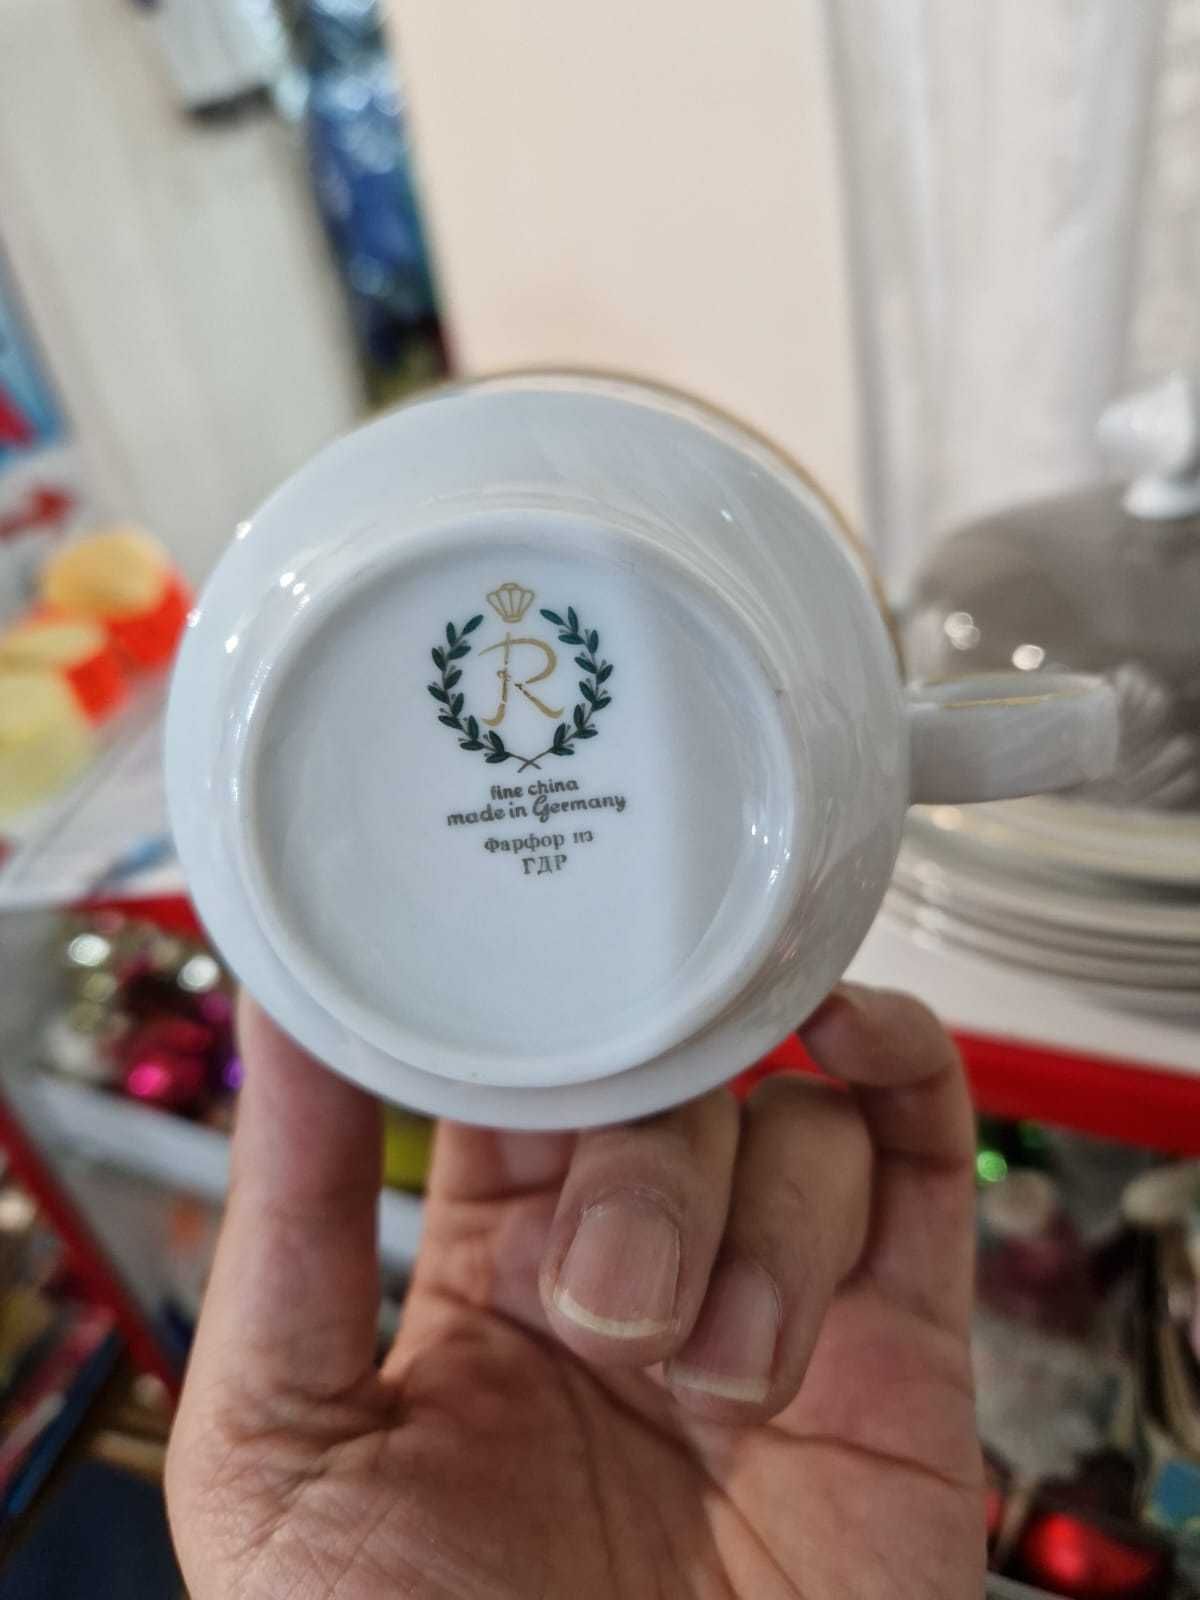 R
fine china
made in Germany
Фарфор из
ГДР